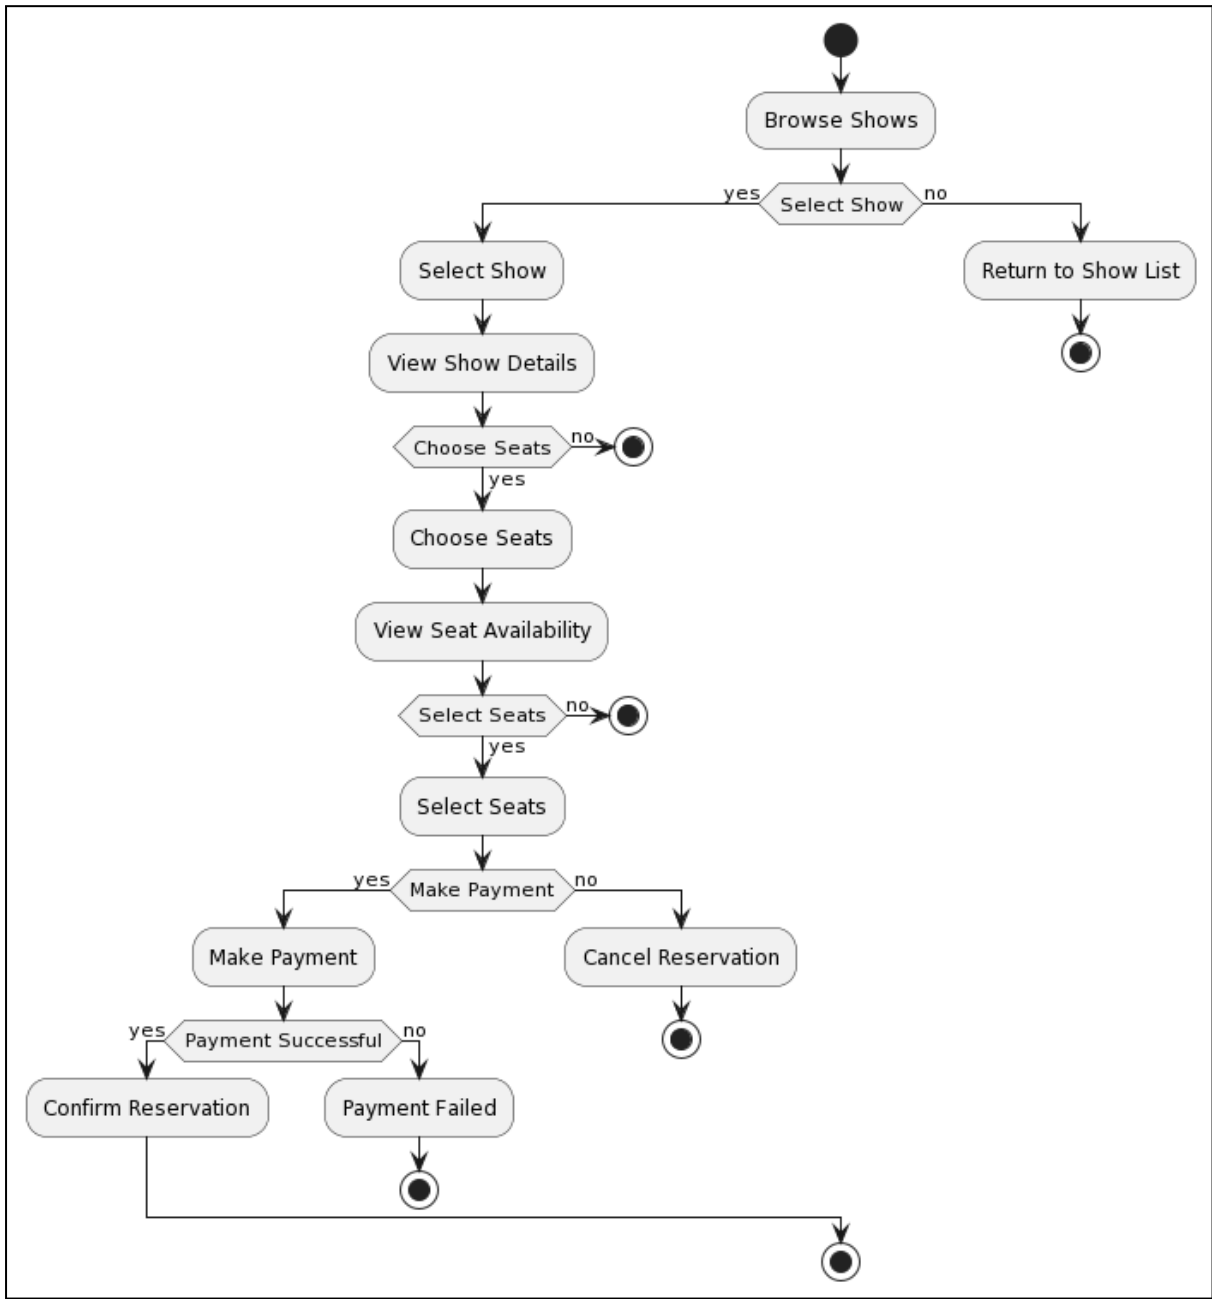 Browse Shows
yes
Select Show
no
Select Show
Return to Show List
View Show Details
Choose Seats
no
yes
Choose Seats
View Seat Availability
Select Seats
no
yes
Select Seats
yes
Make Payment
no
Make Payment
Cancel Reservation
yes
Payment Successful
no
Confirm Reservation
Payment Failed